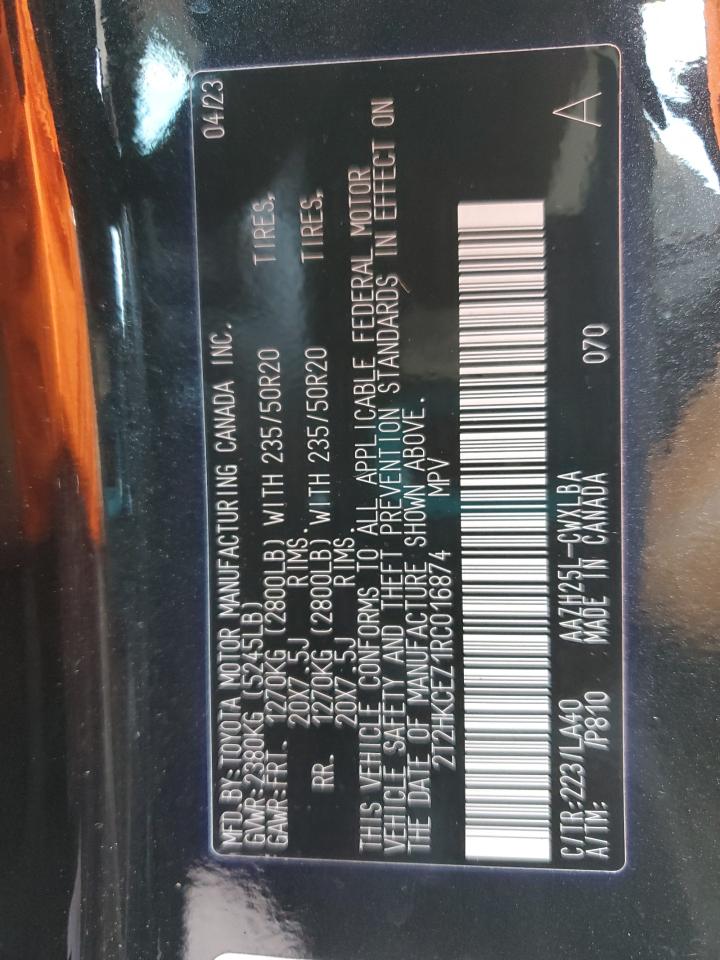 MFD.BY:TOYOTA MOTOR MANUFACTURING CANADA INC. 04/23
GVWR:2380KG (5245LB)
GAWR:FRT. 1270KG (2800LB) WITH 235/50R20 TIRES,
20X7.5J RIMS.
RR. 1270KG (2800LB) WITH 235/50R20 TIRES,
20X7.5J RIMS.
THIS VEHICLE CONFORMS TO ALL APPLICABLE FEDERAL MOTOR
VEHICLE SAFETY AND THEFT PREVENTION STANDARDS IN EFFECT ON
THE DATE OF MANUFACTURE SHOWN ABOVE.
2T2HKCEZ1RC016874 MPV
C/TR:223/LA40 AAZH25L-CWXLBA
A/TM: /P810 MADE IN CANADA 070 A